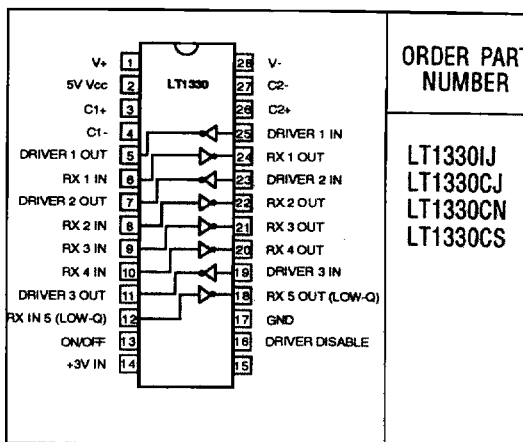 ORDER PART
NUMBER
LT1330IJ
LT1330CJ
LT1330CN
LT1330CS
LT1330
V+ 1 28 V-
5V Vcc 2 27 C2-
C1+ 3 26 C2+
C1- 4 25 DRIVER 1 IN
DRIVER 1 OUT 5 24 RX 1 OUT
RX 1 IN 6 23 DRIVER 2 IN
DRIVER 2 OUT 7 22 RX 2 OUT
RX 2 IN 8 21 RX 3 OUT
RX 3 IN 9 20 RX 4 OUT
RX 4 IN 10 19 DRIVER 3 IN
DRIVER 3 OUT 11 18 RX 5 OUT (LOW-Q)
RX IN 5 (LOW-Q) 12 17 GND
ON/OFF 13 16 DRIVER DISABLE
+3V IN 14 15